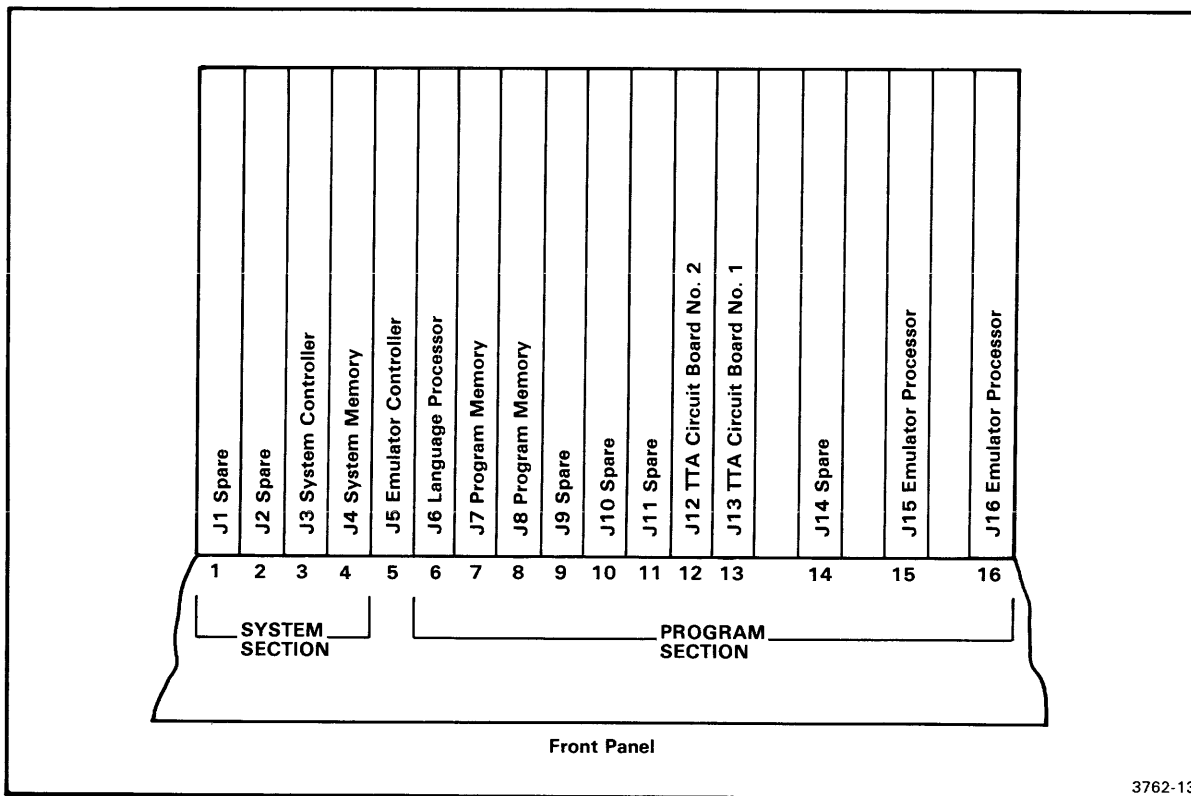 J1 Spare
J2 Spare
J3 System Controller
J4 System Memory
J5 Emulator Controller
J6 Language Processor
J7 Program Memory
J8 Program Memory
J9 Spare
J10 Spare
J11 Spare
J12 TTA Circuit Board No. 2
J13 TTA Circuit Board No. 1
J14 Spare
J15 Emulator Processor
J16 Emulator Processor
1 2 3 4 5 6 7 8 9 10 11 12 13 14 15 16
SYSTEM
SECTION
PROGRAM
SECTION
Front Panel
3762-13